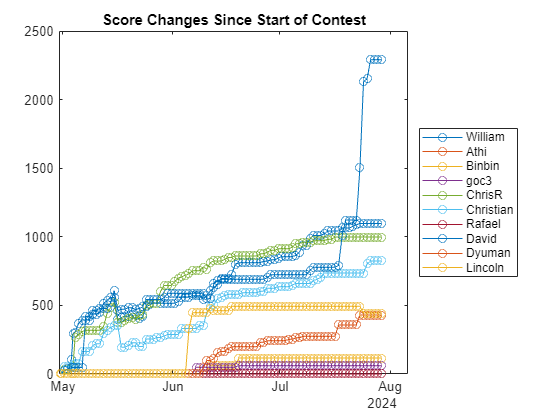 Score Changes Since Start of Contest
2500
2000
1500
1000
500
0
May
Jun
Jul
Aug
2024
William
Athi
Binbin
goc3
ChrisR
Christian
Rafael
David
Dyuman
Lincoln